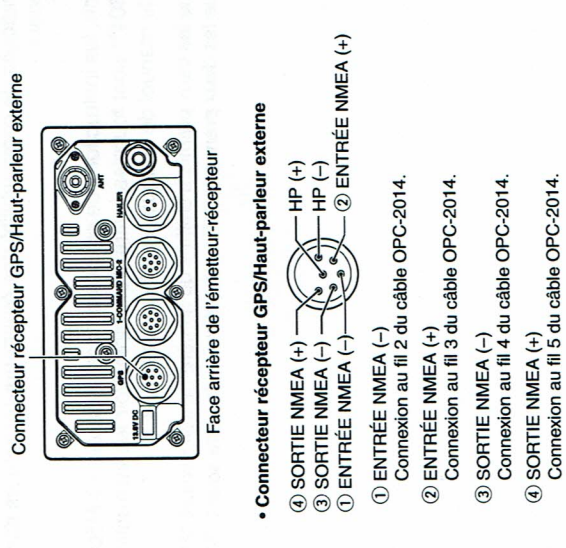 Connecteur récepteur GPS/Haut-parleur externe
ANT
HAILER
1-COMMAND MIC-2
GPS
13.8V DC
Face arrière de l'émetteur-récepteur
• Connecteur récepteur GPS/Haut-parleur externe
④ SORTIE NMEA (+)
③ SORTIE NMEA (–)
① ENTRÉE NMEA (–)
HP (+)
HP (–)
② ENTRÉE NMEA (+)
① ENTRÉE NMEA (–)
Connexion au fil 2 du câble OPC-2014.
② ENTRÉE NMEA (+)
Connexion au fil 3 du câble OPC-2014.
③ SORTIE NMEA (–)
Connexion au fil 4 du câble OPC-2014.
④ SORTIE NMEA (+)
Connexion au fil 5 du câble OPC-2014.